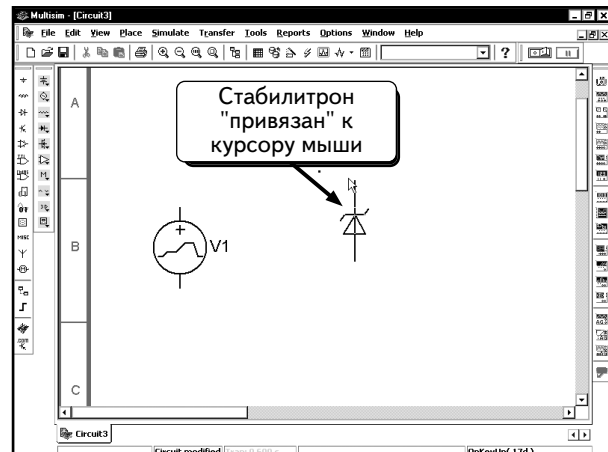 Multisim - [Circuit3]
File Edit View Place Simulate Transfer Tools Reports Options Window Help
A
Стабилитрон
"привязан" к
курсору мыши
B
V1
C
MISC
Circuit3
Circuit modified